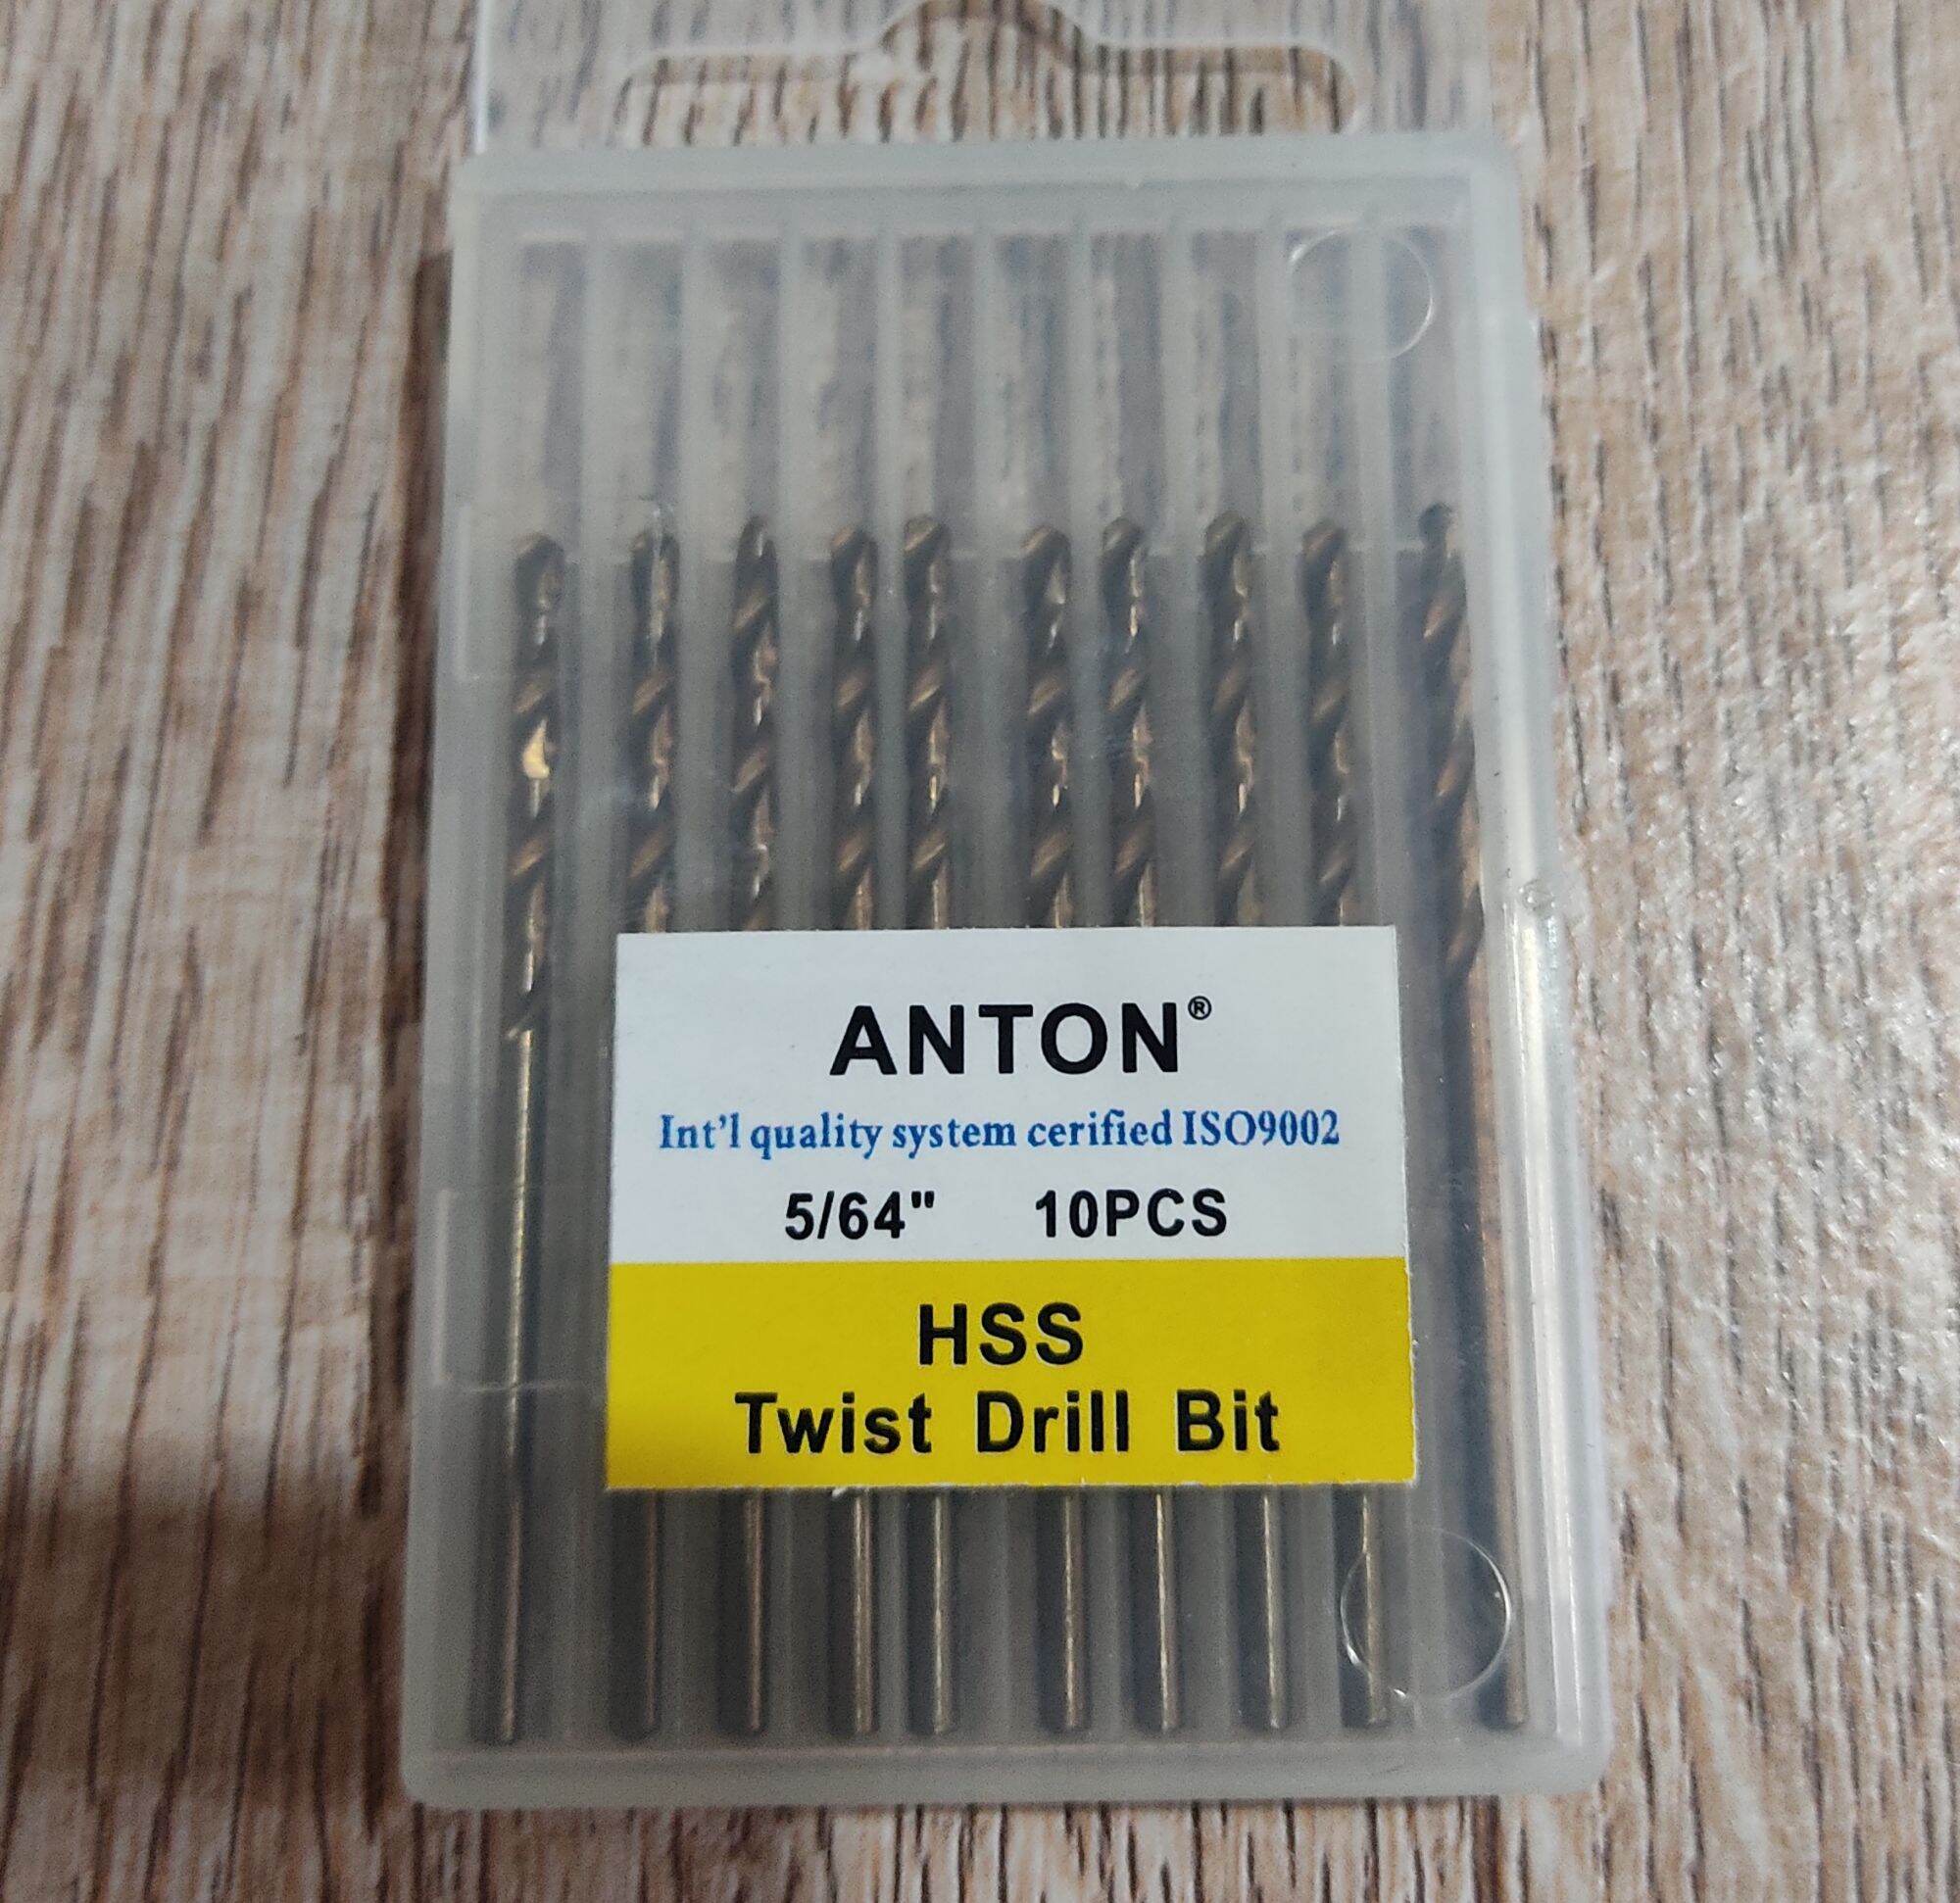 ANTON®
Int'l quality system cerified ISO9002
5/64" 10PCS
HSS
Twist Drill Bit